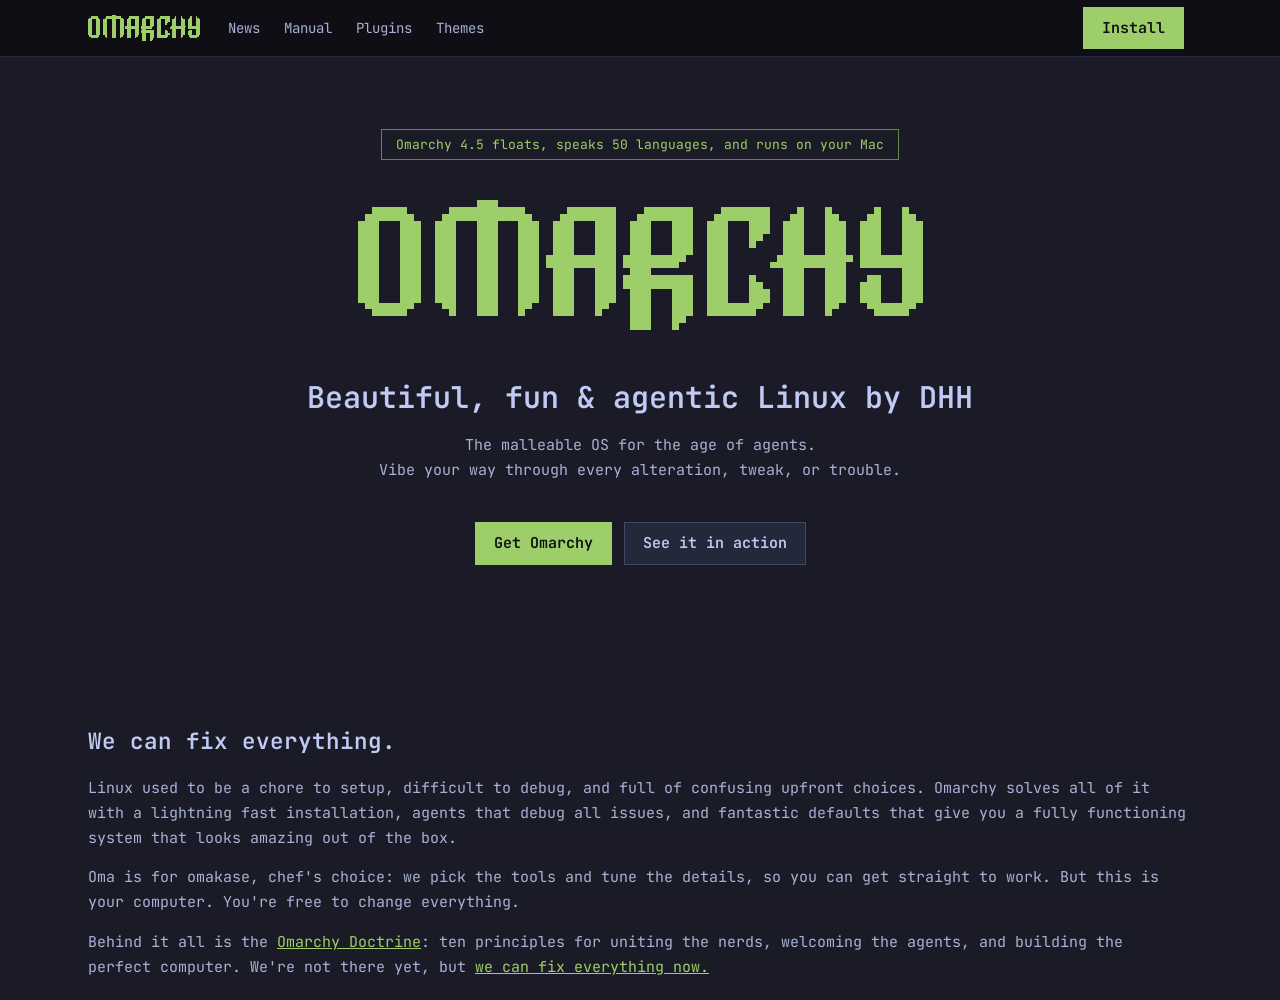 OMARCHY News Manual Plugins Themes Install
Omarchy 4.5 floats, speaks 50 languages, and runs on your Mac
OMARCHY
Beautiful, fun & agentic Linux by DHH
The malleable OS for the age of agents.
Vibe your way through every alteration, tweak, or trouble.
Get Omarchy See it in action
We can fix everything.
Linux used to be a chore to setup, difficult to debug, and full of confusing upfront choices. Omarchy solves all of it
with a lightning fast installation, agents that debug all issues, and fantastic defaults that give you a fully functioning
system that looks amazing out of the box.
Oma is for omakase, chef's choice: we pick the tools and tune the details, so you can get straight to work. But this is
your computer. You're free to change everything.
Behind it all is the Omarchy Doctrine: ten principles for uniting the nerds, welcoming the agents, and building the
perfect computer. We're not there yet, but we can fix everything now.